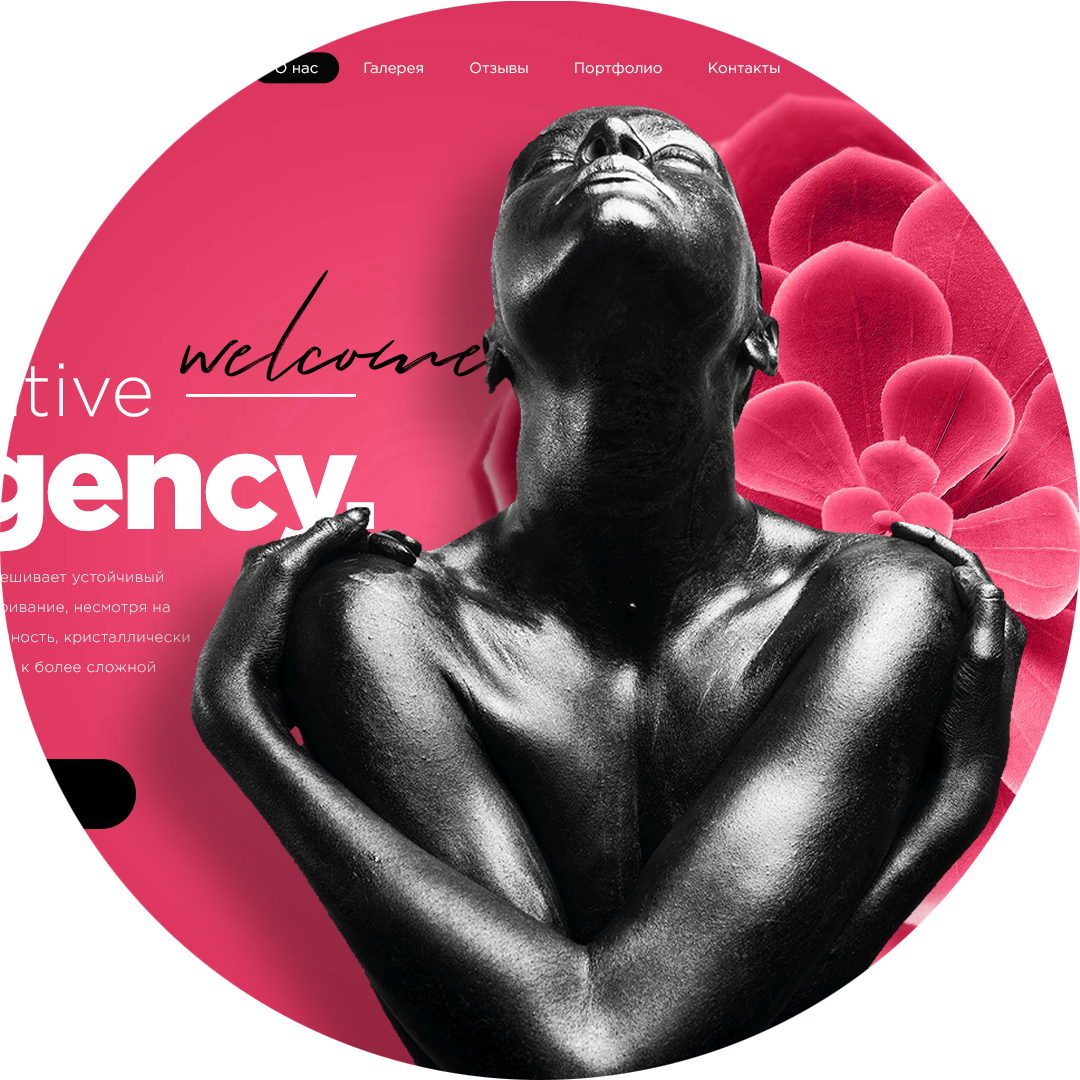 О нас Галерея Отзывы Портфолио Контакты
welcome
tive
gency.
ешивает устойчивый
ривание, несмотря на
ность, кристаллически
к более сложной